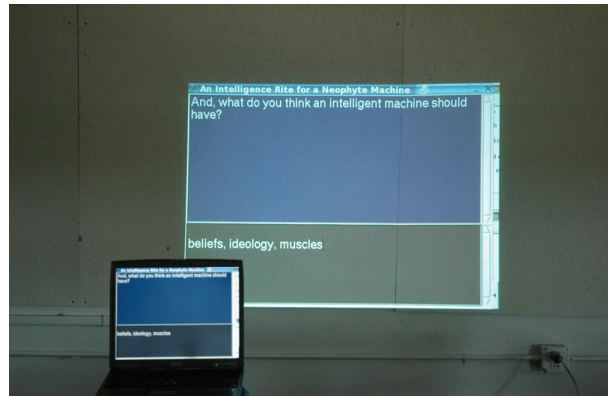 An Intelligence Rite for a Neophyte Machine
And, what do you think an intelligent machine should
have?
beliefs, ideology, muscles
An Intelligence Rite for a Neophyte Machine
And, what do you think an intelligent machine should
have?
beliefs, ideology, muscles